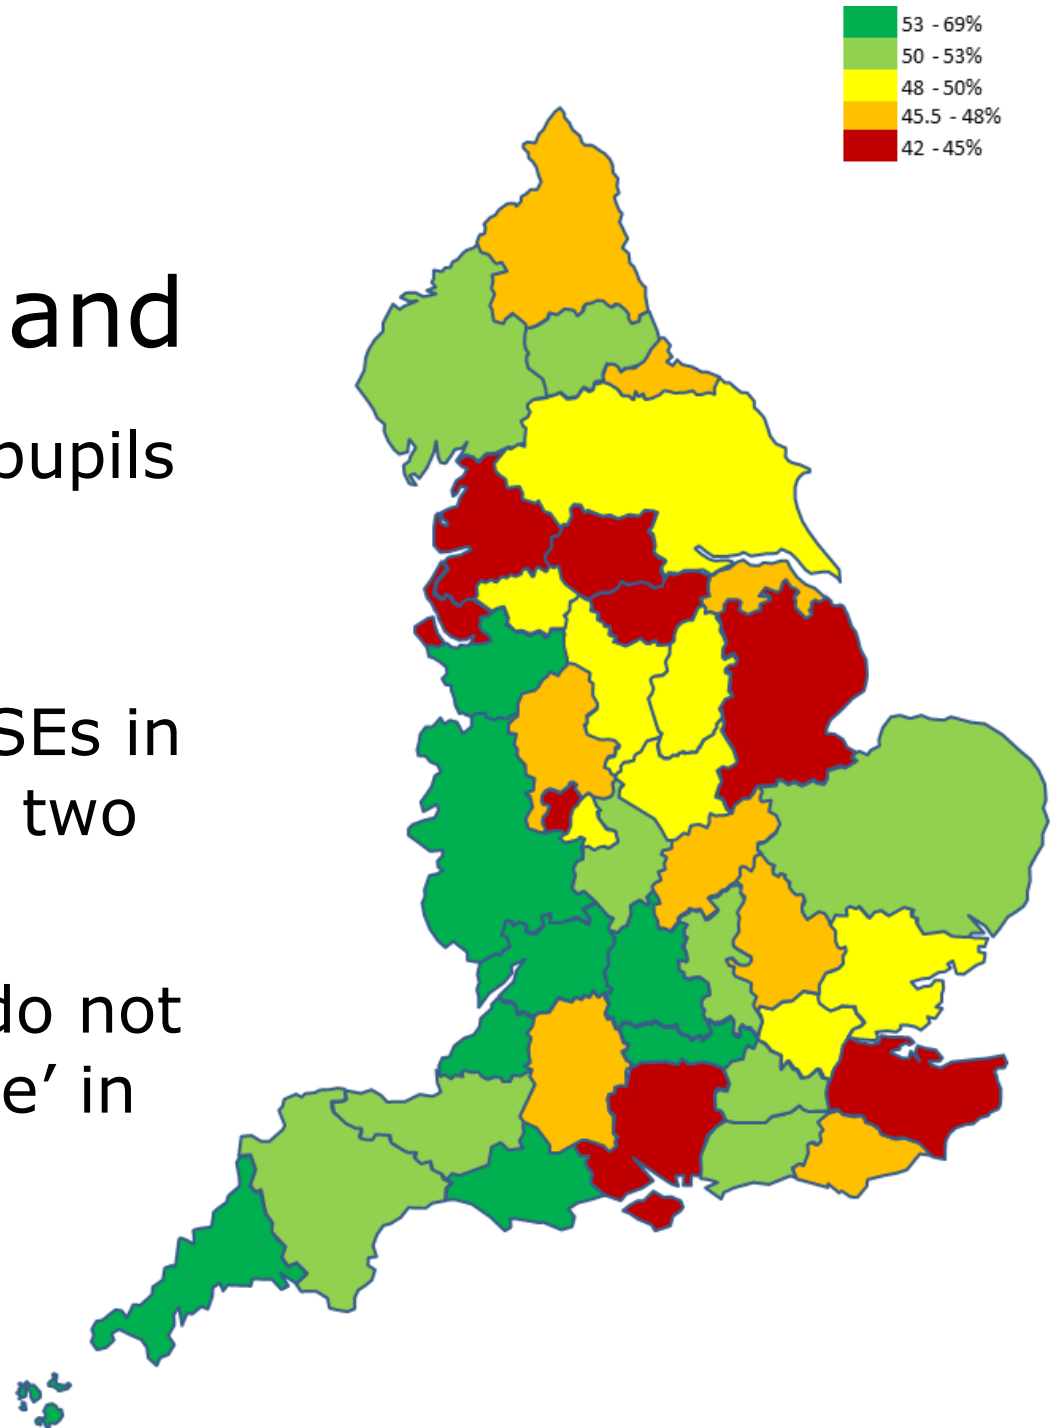 53 - 69%
50 - 53%
48 - 50%
45.5 - 48%
42 - 45%
and
pupils
SEs in
two
do not
e’ in